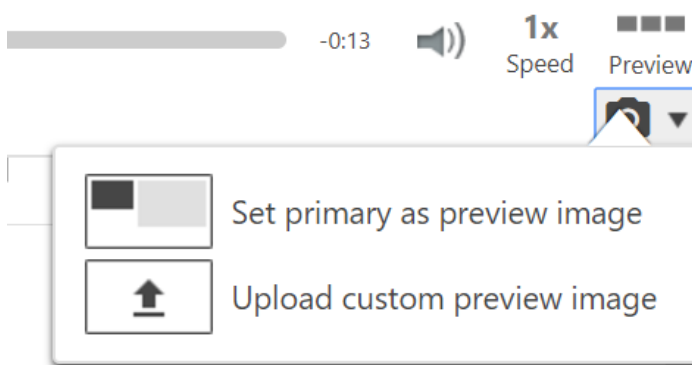 -0:13
1x
Speed
Preview
Set primary as preview image
Upload custom preview image